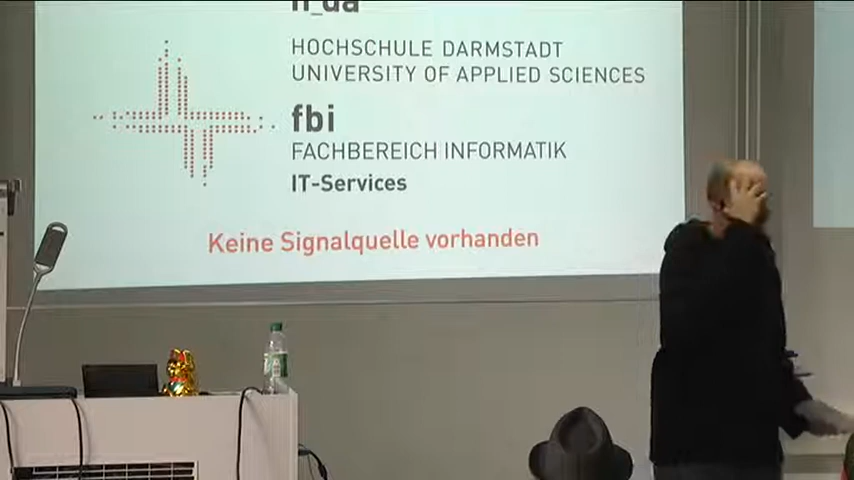 h_da
HOCHSCHULE DARMSTADT
UNIVERSITY OF APPLIED SCIENCES
fbi
FACHBEREICH INFORMATIK
IT-Services
Keine Signalquelle vorhanden